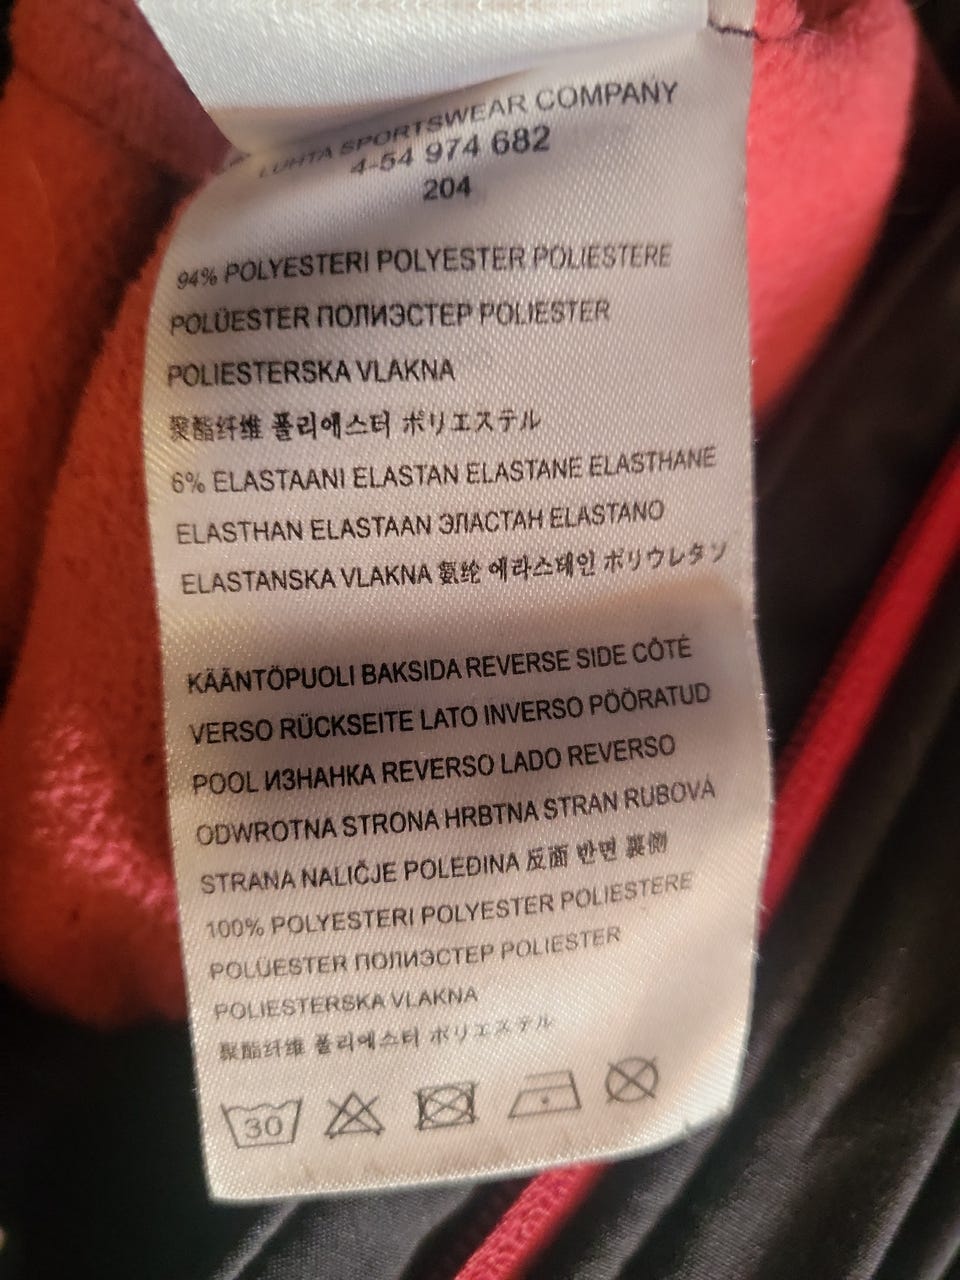 LUHTA SPORTSWEAR COMPANY
4-54 974 682
204
94% POLYESTERI POLYESTER POLIESTERE
POLÜESTER ПОЛИЭСТЕР POLIESTER
POLIESTERSKA VLAKNA
聚酯纤维 폴리에스터 ポリエステル
6% ELASTAANI ELASTAN ELASTANE ELASTHANE
ELASTHAN ELASTAAN ЭЛАСТАН ELASTANO
ELASTANSKA VLAKNA 氨纶 에라스테인 ポリウレタン
KÄÄNTÖPUOLI BAKSIDA REVERSE SIDE CÔTÉ
VERSO RÜCKSEITE LATO INVERSO PÖÖRATUD
POOL ИЗНАНКА REVERSO LADO REVERSO
ODWROTNA STRONA HRBTNA STRAN RUBOVÁ
STRANA NALIČJE POLEĐINA 反面 반면 裏側
100% POLYESTERI POLYESTER POLIESTERE
POLÜESTER ПОЛИЭСТЕР POLIESTER
POLIESTERSKA VLAKNA
聚酯纤维 폴리에스터 ポリエステル
30